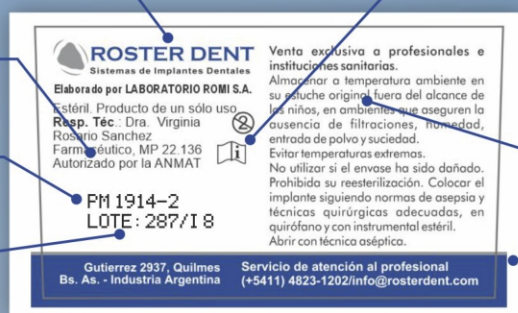 ROSTER DENT
Sistemas de Implantes Dentales
Elaborado por LABORATORIO ROMI S.A.
Estéril. Producto de un sólo uso
Resp. Téc.: Dra. Virginia
Rosario Sanchez
Farmacéutico, MP 22.136
Autorizado por la ANMAT
PM 1914-2
LOTE: 287/I 8
Venta exclusiva a profesionales e
instituciones sanitarias.
Almacenar a temperatura ambiente en
su estuche original fuera del alcance de
los niños, en ambientes que aseguren la
ausencia de filtraciones, humedad,
entrada de polvo y suciedad.
Evitar temperaturas extremas.
No utilizar si el envase ha sido dañado.
Prohibida su reesterilización. Colocar el
implante siguiendo normas de asepsia y
técnicas quirúrgicas adecuadas, en
quirófano y con instrumental estéril.
Abrir con técnica aséptica.
Gutierrez 2937, Quilmes
Bs. As. - Industria Argentina
Servicio de atención al profesional
(+5411) 4823-1202/info@rosterdent.com